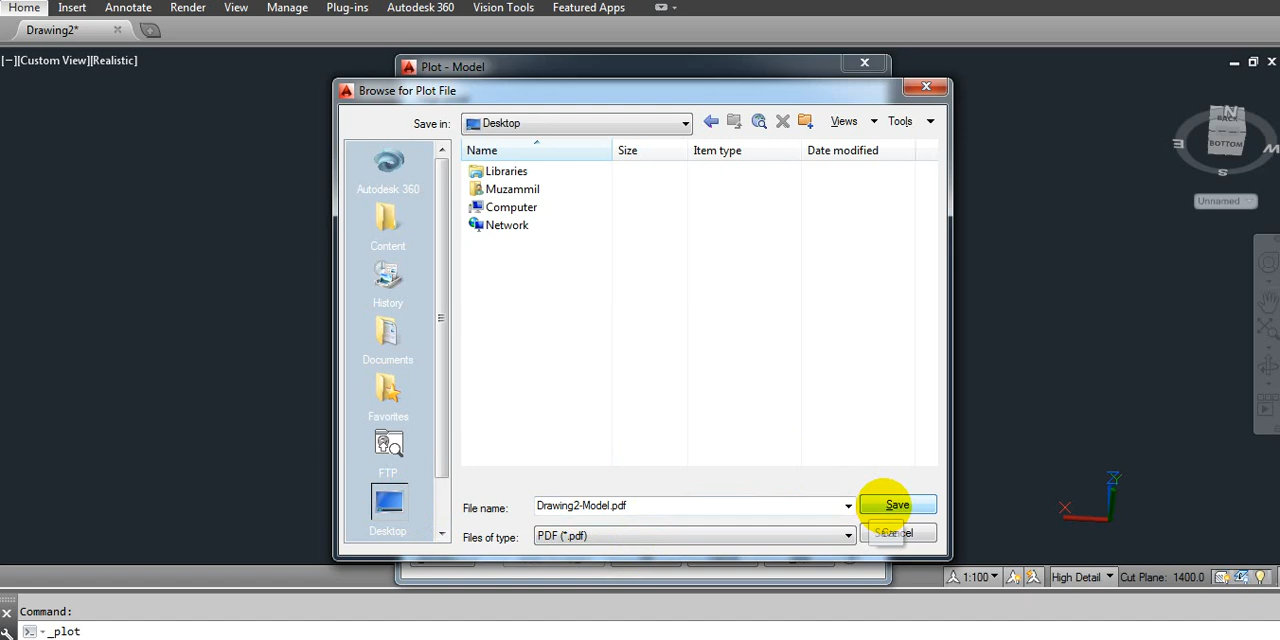 Home Insert Annotate Render View Manage Plug-ins Autodesk 360 Vision Tools Featured Apps
Drawing2*
[−][Custom View][Realistic]
Plot - Model
Browse for Plot File
Save in: Desktop Views Tools
Name Size Item type Date modified
Libraries
Muzammil
Computer
Network
Autodesk 360
Content
History
Documents
Favorites
FTP
Desktop
File name: Drawing2-Model.pdf Save
Files of type: PDF (*.pdf) Cancel
N
BACK
E BOTTOM W
S
Unnamed
Y
X
1:100 High Detail Cut Plane: 1400.0
Command:
_plot